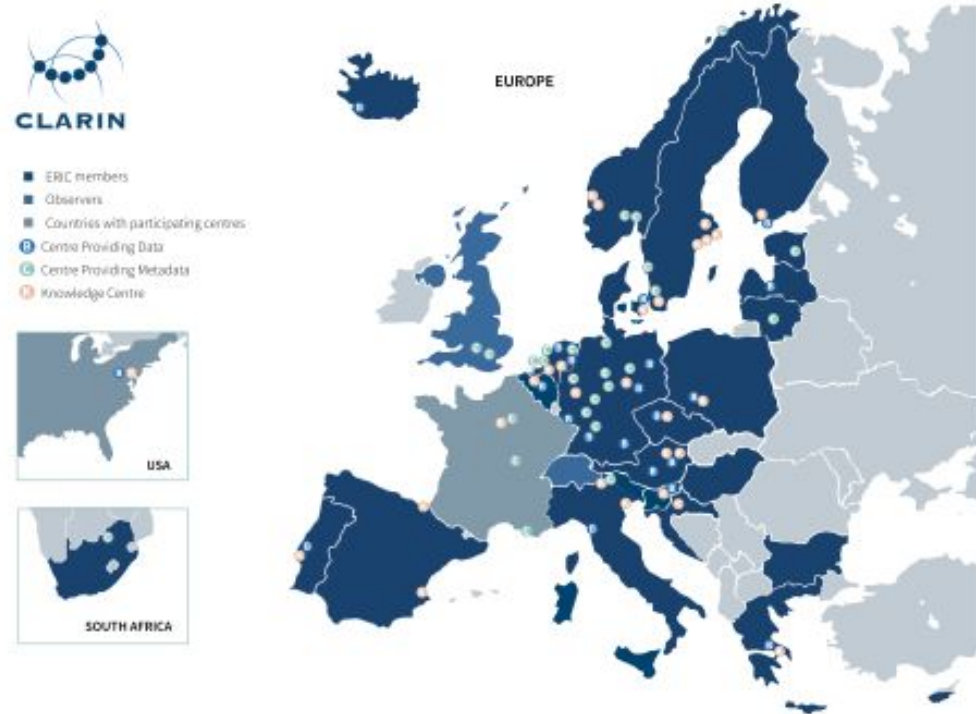 CLARIN
EUROPE
ERIC members
Observers
Countries with participating centres
B Centre Providing Data
C Centre Providing Metadata
K Knowledge Centre
USA
SOUTH AFRICA